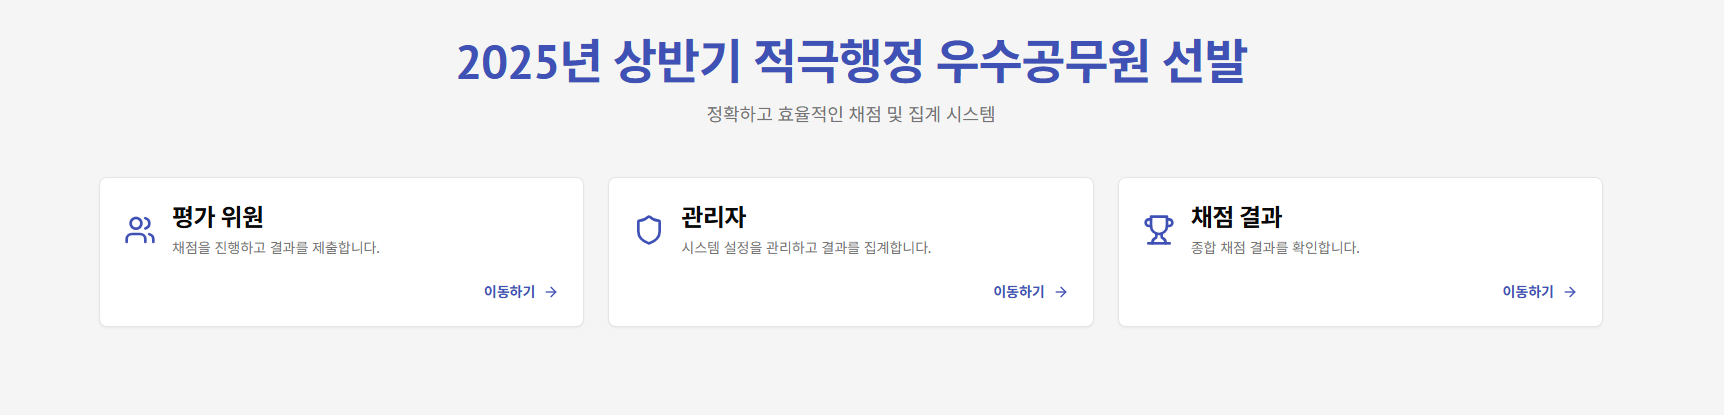 2025년 상반기 적극행정 우수공무원 선발
정확하고 효율적인 채점 및 집계 시스템
평가 위원
채점을 진행하고 결과를 제출합니다.
이동하기
관리자
시스템 설정을 관리하고 결과를 집계합니다.
이동하기
채점 결과
종합 채점 결과를 확인합니다.
이동하기